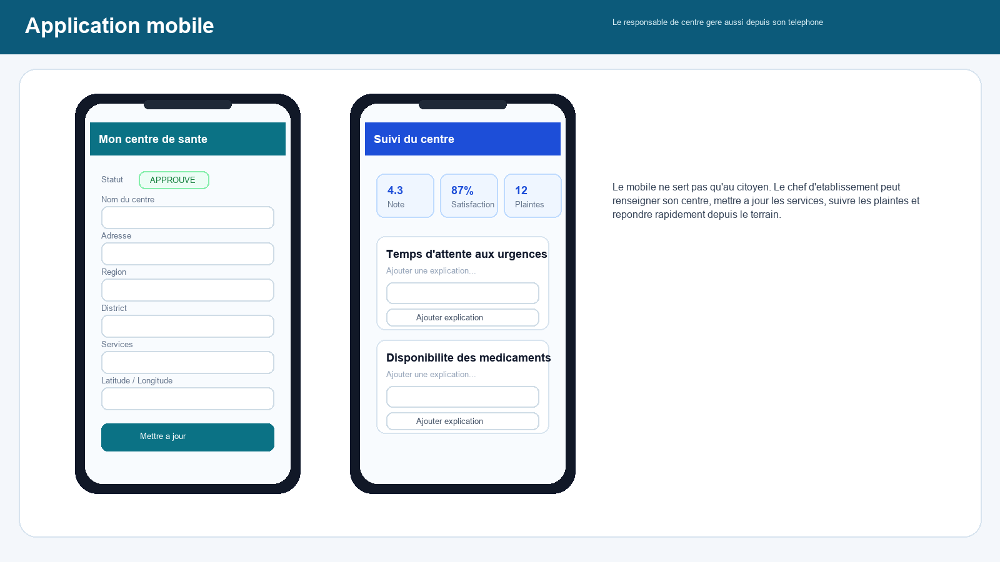 Application mobile
Le responsable de centre gere aussi depuis son telephone
Mon centre de sante
Statut
APPROUVE
Nom du centre
Adresse
Region
District
Services
Latitude / Longitude
Mettre a jour
Suivi du centre
4.3
Note
87%
Satisfaction
12
Plaintes
Temps d'attente aux urgences
Ajouter une explication...
Ajouter explication
Disponibilite des medicaments
Ajouter une explication...
Ajouter explication
Le mobile ne sert pas qu'au citoyen. Le chef d'etablissement peut
renseigner son centre, mettre a jour les services, suivre les plaintes et
repondre rapidement depuis le terrain.